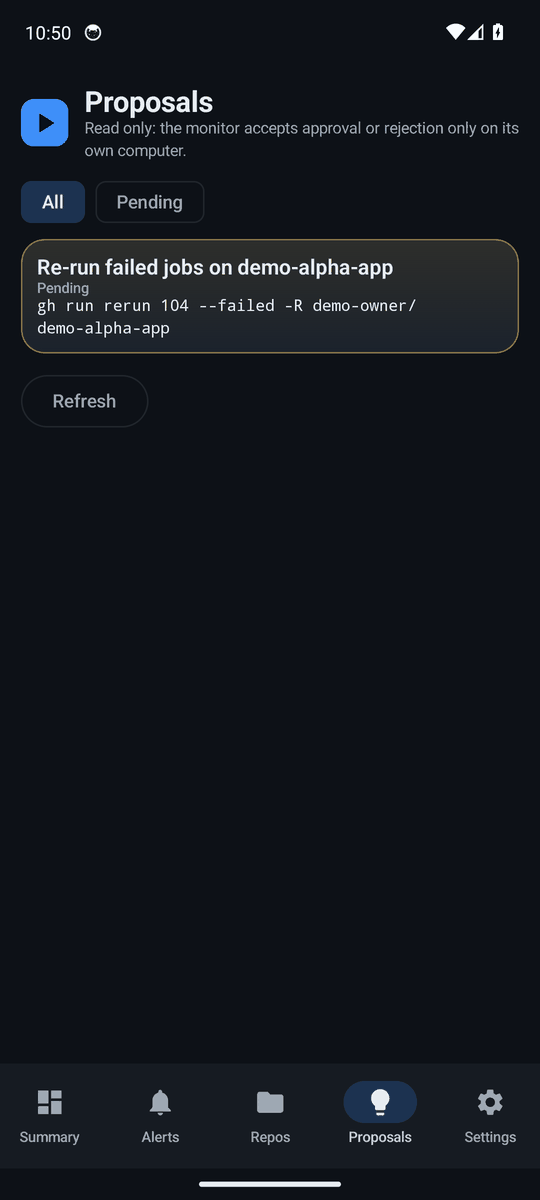 10:50
Proposals
Read only: the monitor accepts approval or rejection only on its
own computer.
All
Pending
Re-run failed jobs on demo-alpha-app
Pending
gh run rerun 104 --failed -R demo-owner/
demo-alpha-app
Refresh
Summary
Alerts
Repos
Proposals
Settings